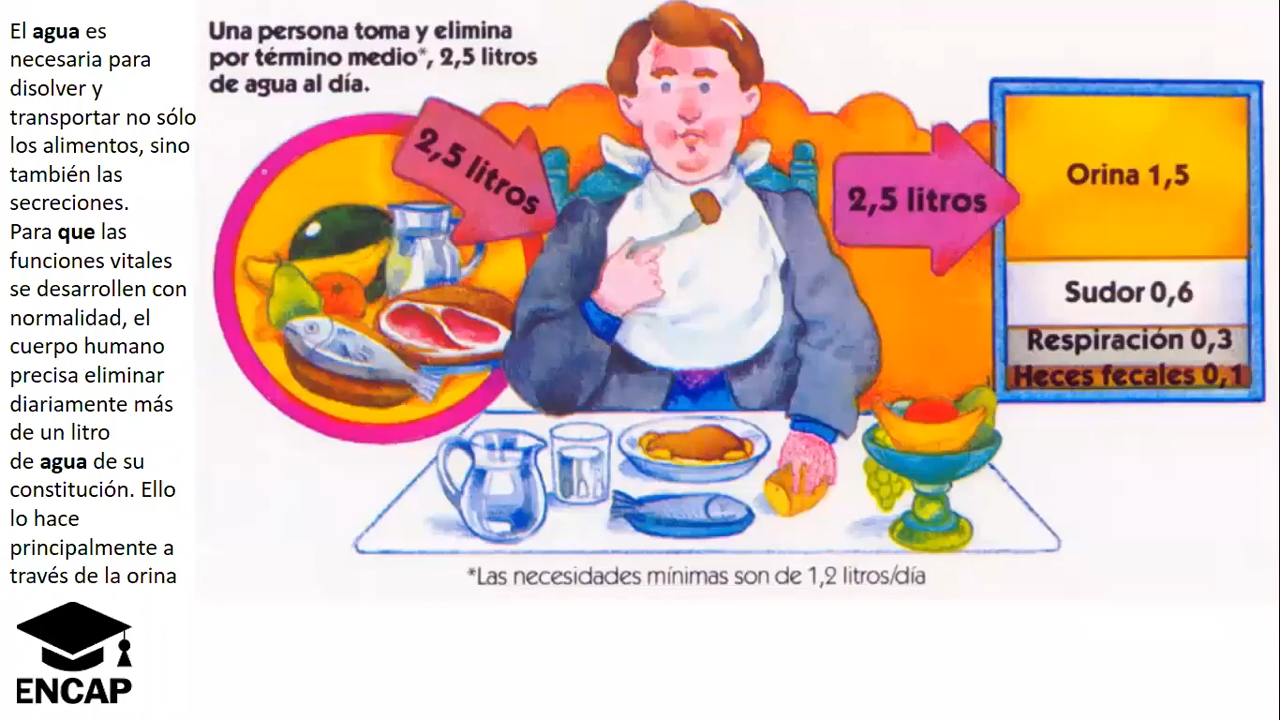 El agua es
necesaria para
disolver y
transportar no sólo
los alimentos, sino
también las
secreciones.
Para que las
funciones vitales
se desarrollen con
normalidad, el
cuerpo humano
precisa eliminar
diariamente más
de un litro
de agua de su
constitución. Ello
lo hace
principalmente a
través de la orina
ENCAP
Una persona toma y elimina
por término medio*, 2,5 litros
de agua al día.
2,5 litros
2,5 litros
Orina 1,5
Sudor 0,6
Respiración 0,3
Heces fecales 0,1
*Las necesidades mínimas son de 1,2 litros/día